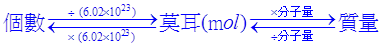 個數 ÷ (6.02×10²³) × (6.02×10²³) 莫耳(mol) ×分子量 ÷分子量 質量